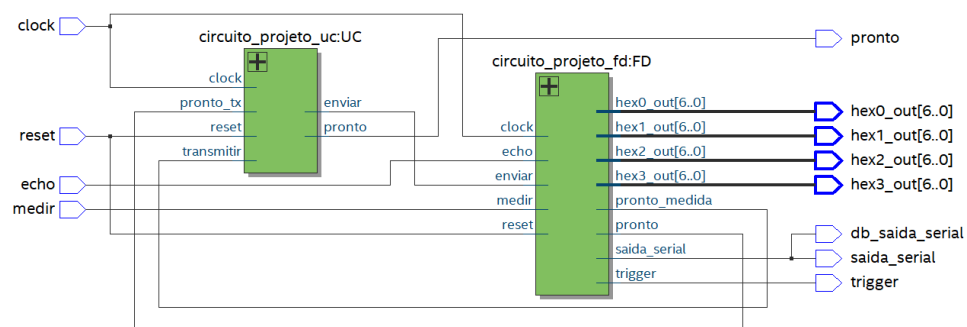 clock
reset
echo
medir
circuito_projeto_uc:UC
clock
pronto_tx
reset
transmitir
enviar
pronto
circuito_projeto_fd:FD
clock
echo
enviar
medir
reset
hex0_out[6..0]
hex1_out[6..0]
hex2_out[6..0]
hex3_out[6..0]
pronto_medida
pronto
saida_serial
trigger
pronto
hex0_out[6..0]
hex1_out[6..0]
hex2_out[6..0]
hex3_out[6..0]
db_saida_serial
saida_serial
trigger